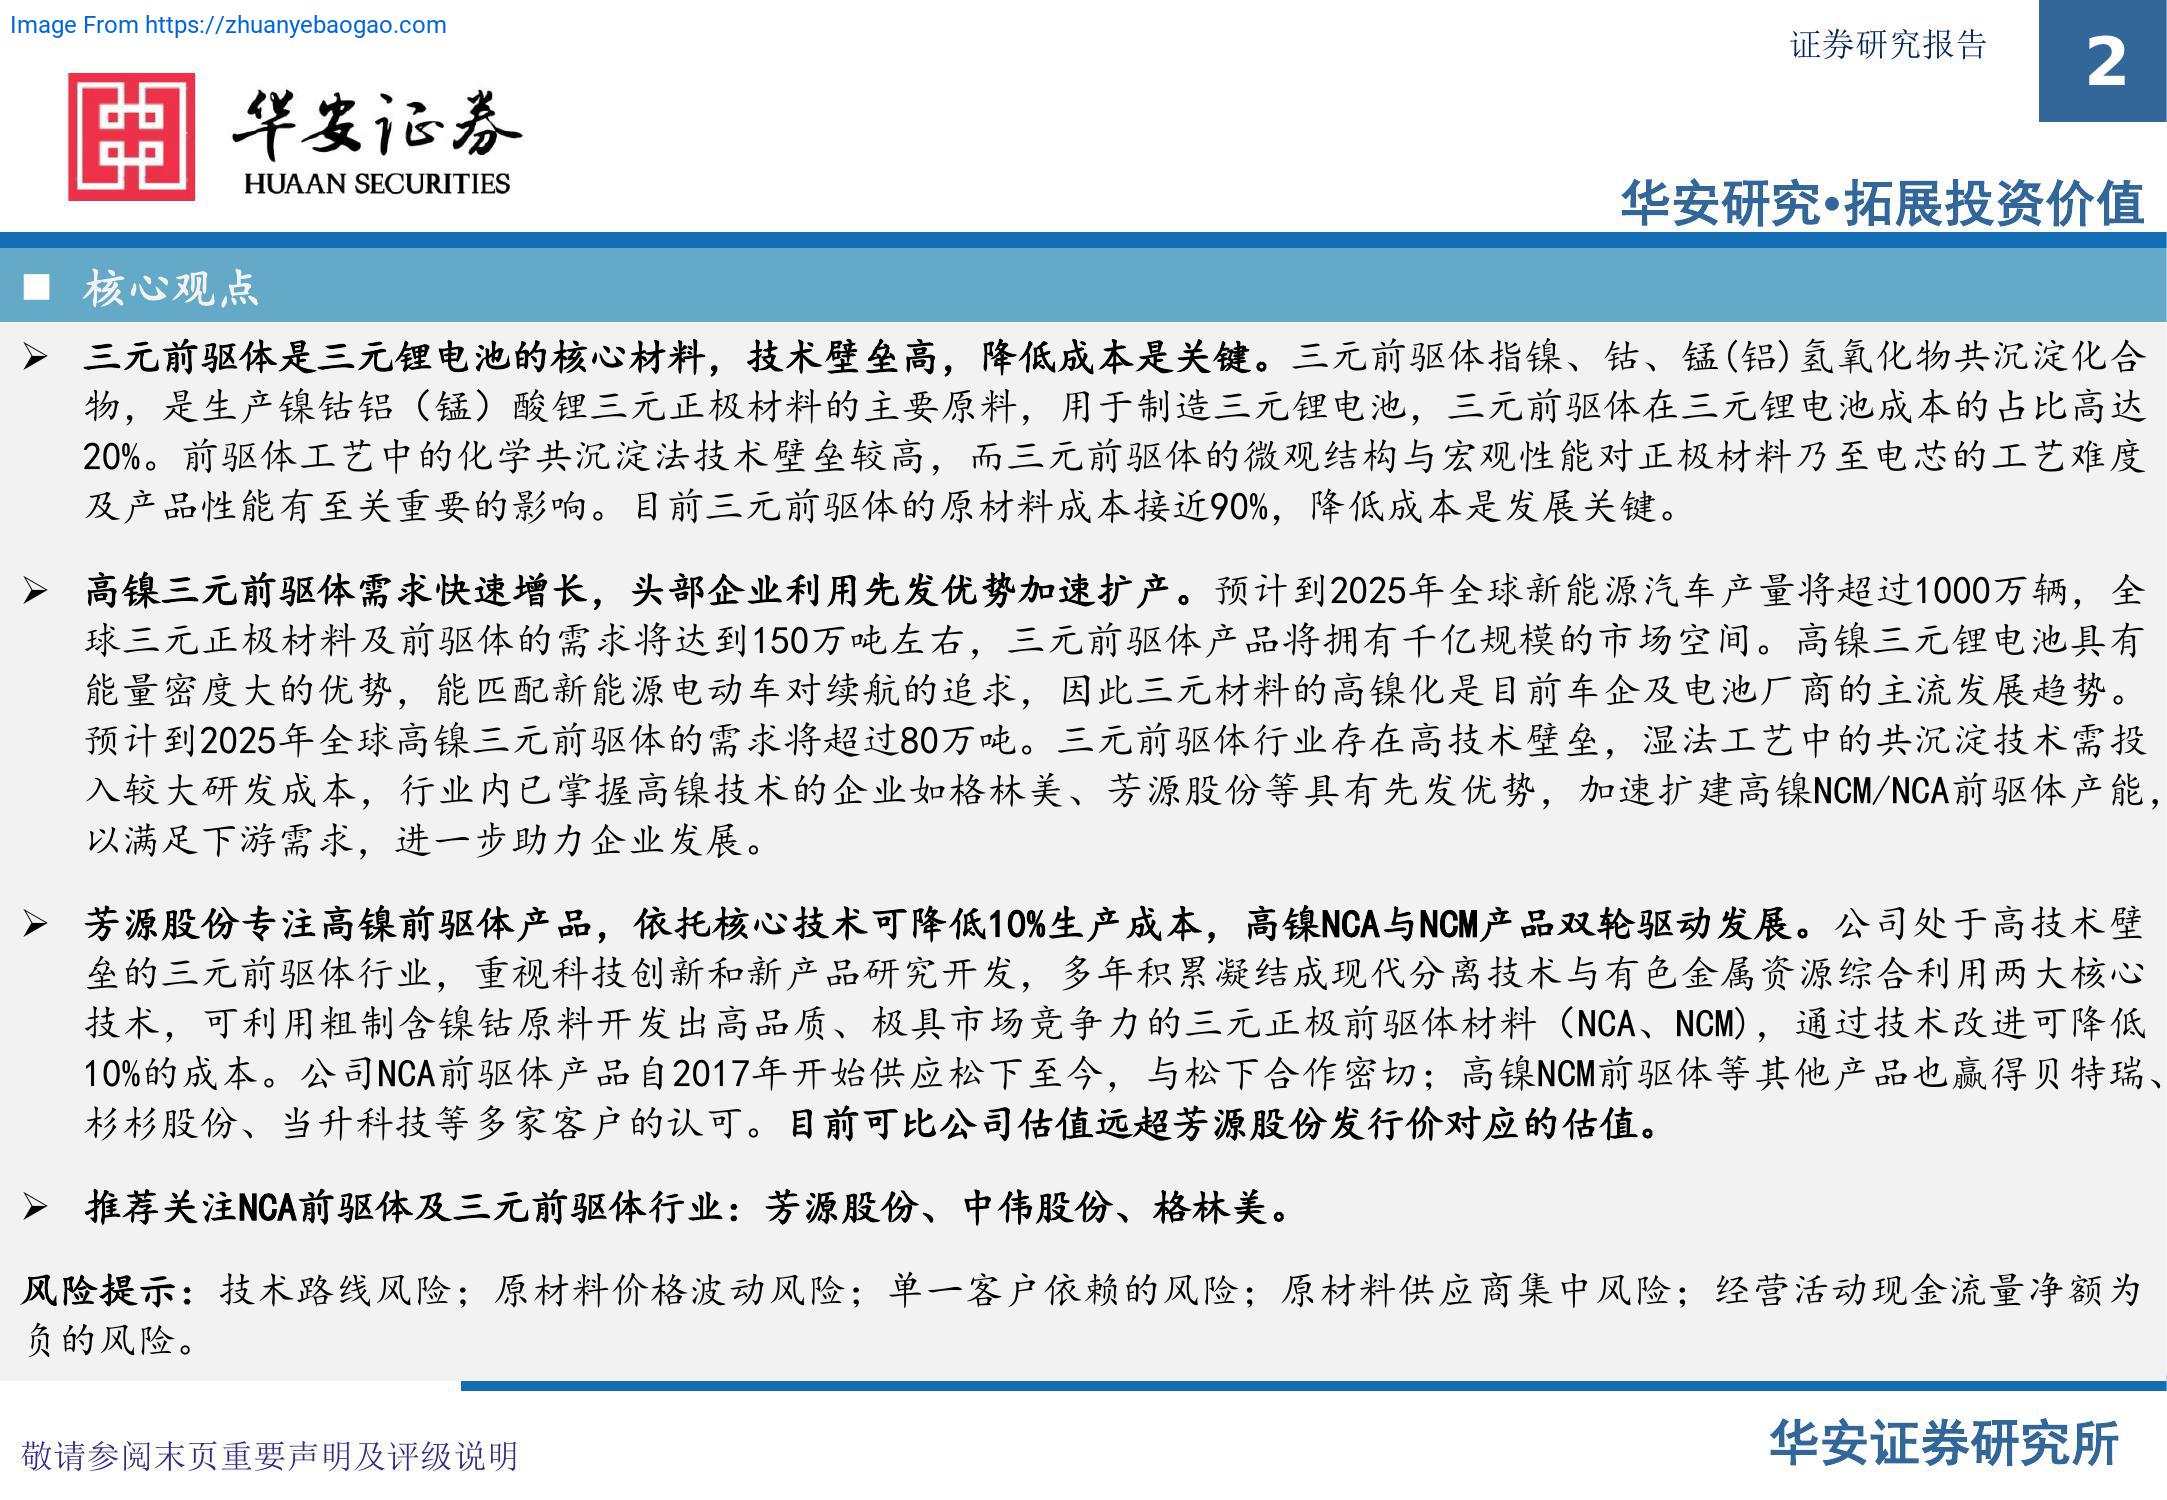 Image From https://zhuanyebaogao.com
证券研究报告
2
华安证券
HUAAN SECURITIES
华安研究•拓展投资价值
■ 核心观点
➢ 三元前驱体是三元锂电池的核心材料，技术壁垒高，降低成本是关键。三元前驱体指镍、钴、锰(铝)氢氧化物共沉淀化合
物，是生产镍钴铝（锰）酸锂三元正极材料的主要原料，用于制造三元锂电池，三元前驱体在三元锂电池成本的占比高达
20%。前驱体工艺中的化学共沉淀法技术壁垒较高，而三元前驱体的微观结构与宏观性能对正极材料乃至电芯的工艺难度
及产品性能有至关重要的影响。目前三元前驱体的原材料成本接近90%，降低成本是发展关键。
➢ 高镍三元前驱体需求快速增长，头部企业利用先发优势加速扩产。预计到2025年全球新能源汽车产量将超过1000万辆，全
球三元正极材料及前驱体的需求将达到150万吨左右，三元前驱体产品将拥有千亿规模的市场空间。高镍三元锂电池具有
能量密度大的优势，能匹配新能源电动车对续航的追求，因此三元材料的高镍化是目前车企及电池厂商的主流发展趋势。
预计到2025年全球高镍三元前驱体的需求将超过80万吨。三元前驱体行业存在高技术壁垒，湿法工艺中的共沉淀技术需投
入较大研发成本，行业内已掌握高镍技术的企业如格林美、芳源股份等具有先发优势，加速扩建高镍NCM/NCA前驱体产能，
以满足下游需求，进一步助力企业发展。
➢ 芳源股份专注高镍前驱体产品，依托核心技术可降低10%生产成本，高镍NCA与NCM产品双轮驱动发展。公司处于高技术壁
垒的三元前驱体行业，重视科技创新和新产品研究开发，多年积累凝结成现代分离技术与有色金属资源综合利用两大核心
技术，可利用粗制含镍钴原料开发出高品质、极具市场竞争力的三元正极前驱体材料（NCA、NCM)，通过技术改进可降低
10%的成本。公司NCA前驱体产品自2017年开始供应松下至今，与松下合作密切；高镍NCM前驱体等其他产品也赢得贝特瑞、
杉杉股份、当升科技等多家客户的认可。目前可比公司估值远超芳源股份发行价对应的估值。
➢ 推荐关注NCA前驱体及三元前驱体行业：芳源股份、中伟股份、格林美。
风险提示：技术路线风险；原材料价格波动风险；单一客户依赖的风险；原材料供应商集中风险；经营活动现金流量净额为
负的风险。
敬请参阅末页重要声明及评级说明
华安证券研究所